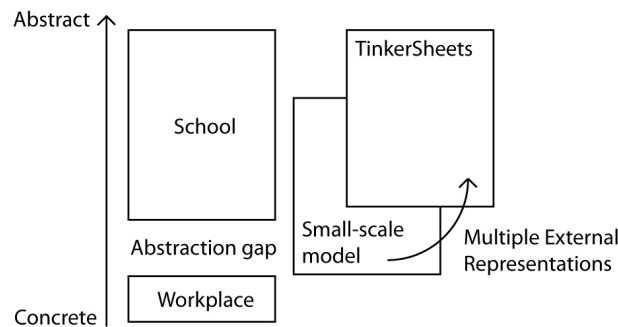 Abstract
TinkerSheets
School
Small-scale
model
Abstraction gap
Multiple External
Representations
Workplace
Concrete